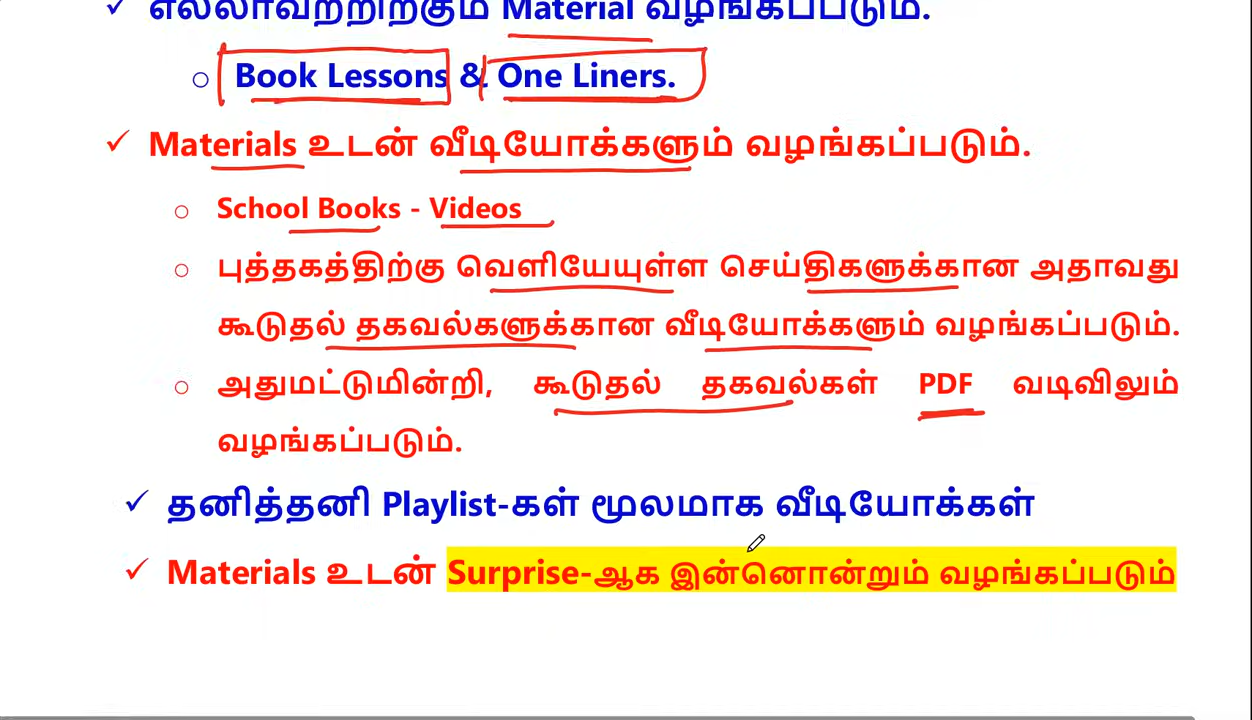 ✓ எல்லாவற்றிற்கும் Material வழங்கப்படும்.
○ Book Lessons & One Liners.
✓ Materials உடன் வீடியோக்களும் வழங்கப்படும்.
○ School Books - Videos
○ புத்தகத்திற்கு வெளியேயுள்ள செய்திகளுக்கான அதாவது
கூடுதல் தகவல்களுக்கான வீடியோக்களும் வழங்கப்படும்.
○ அதுமட்டுமின்றி, கூடுதல் தகவல்கள் PDF வடிவிலும்
வழங்கப்படும்.
✓ தனித்தனி Playlist-கள் மூலமாக வீடியோக்கள்
✓ Materials உடன் Surprise-ஆக இன்னொன்றும் வழங்கப்படும்